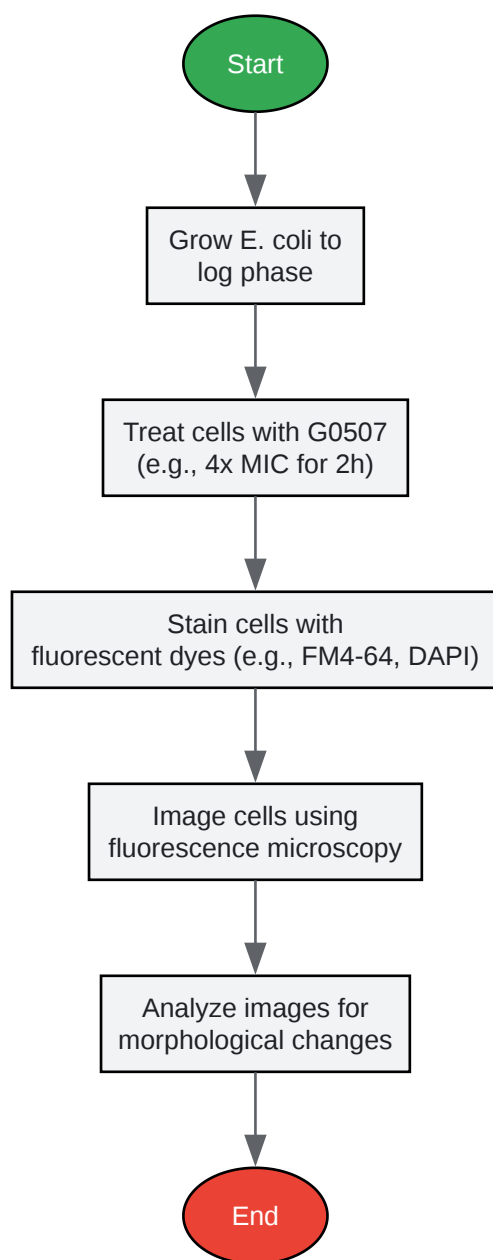 Start
Grow E. coli to
log phase
Treat cells with G0507
(e.g., 4x MIC for 2h)
Stain cells with
fluorescent dyes (e.g., FM4-64, DAPI)
Image cells using
fluorescence microscopy
Analyze images for
morphological changes
End